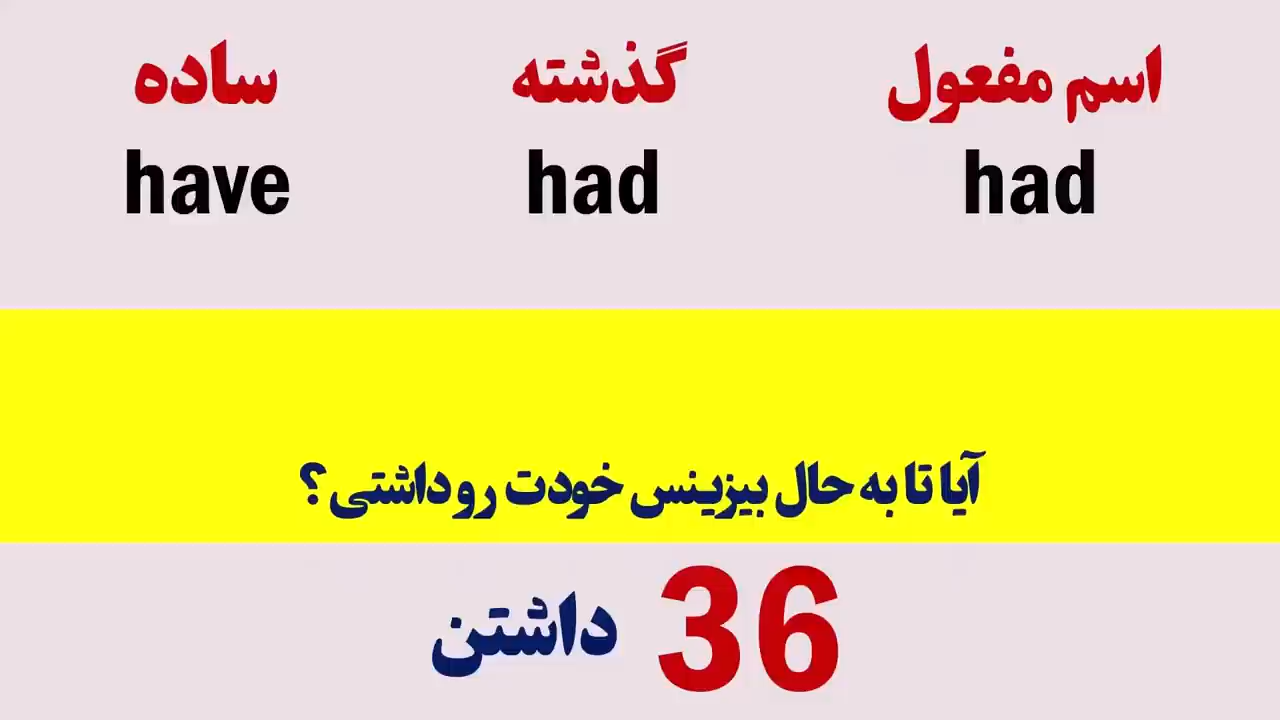 ساده گذشته اسم مفعول
have had had
آیا تا به حال بیزینس خودت رو داشتی؟
36 داشتن